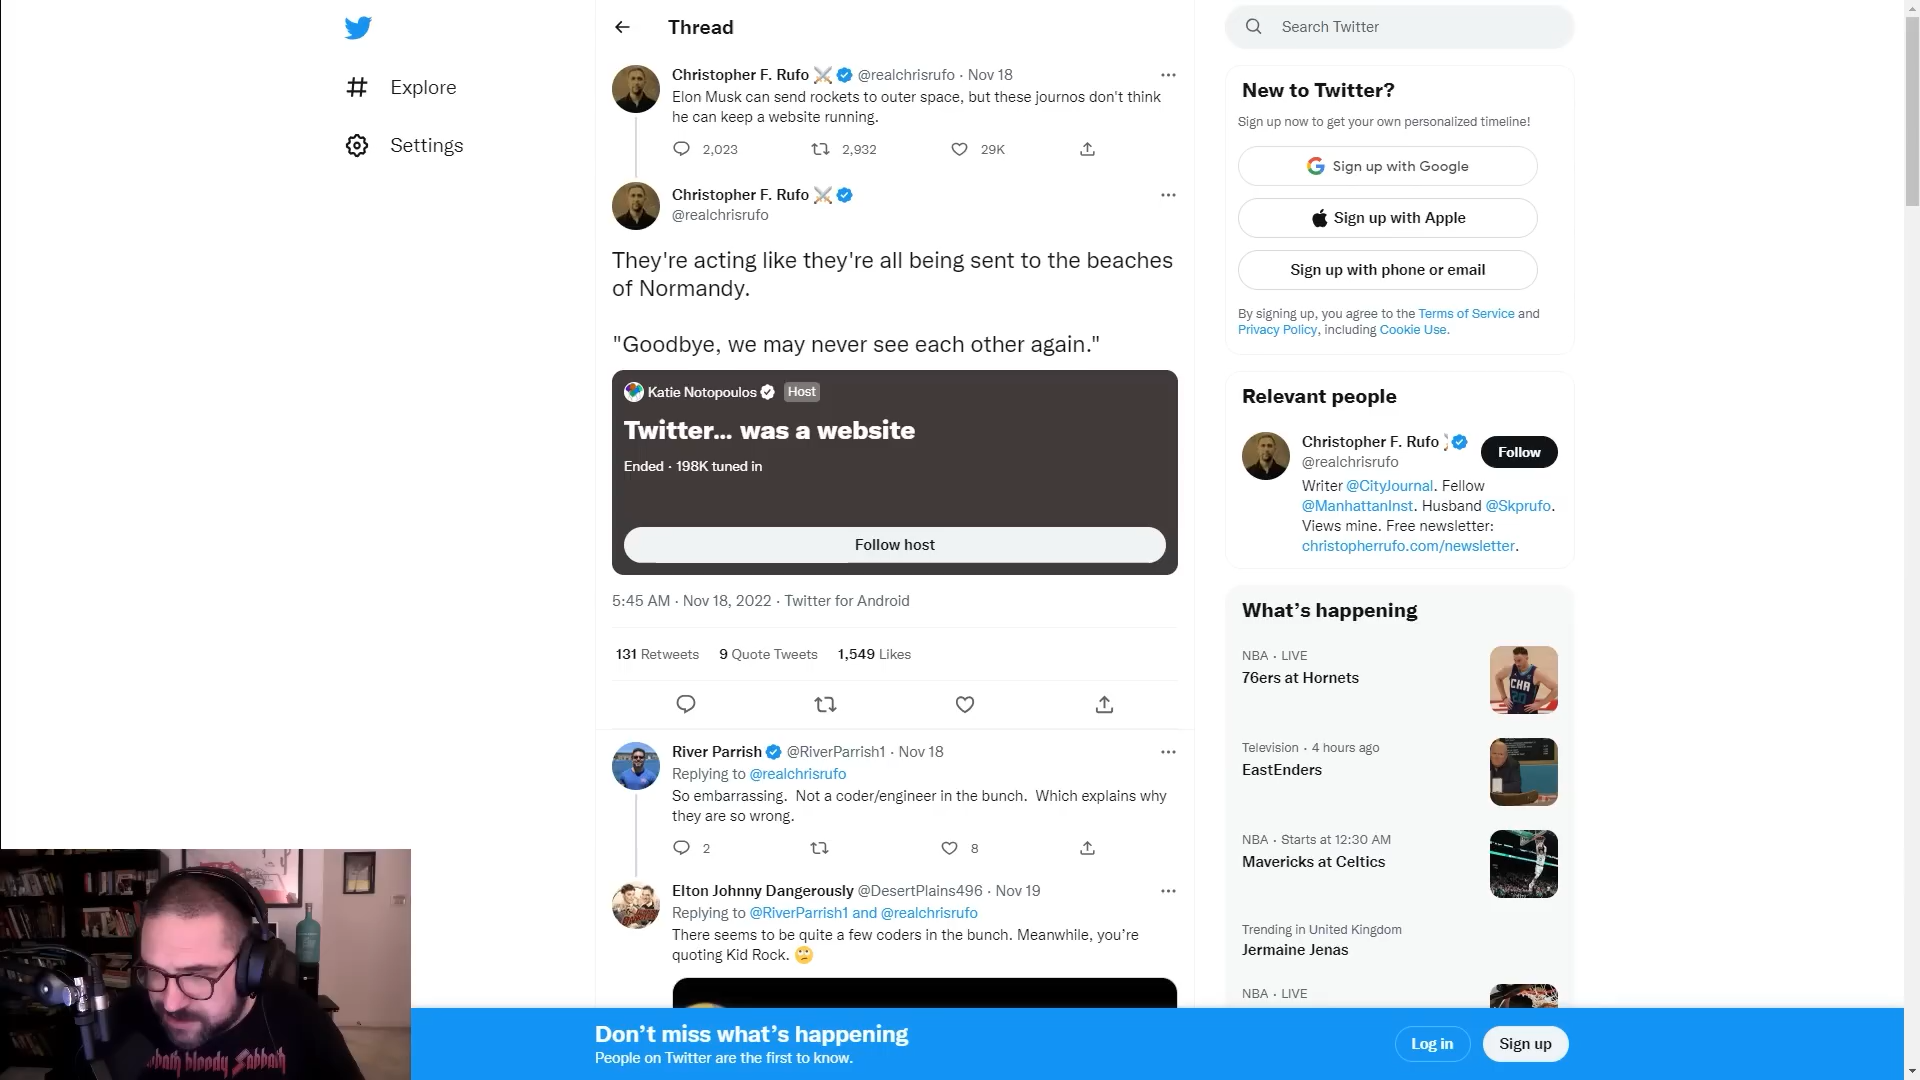 Thread
Search Twitter
Explore
Settings
Christopher F. Rufo ⚔️ @realchrisrufo · Nov 18
Elon Musk can send rockets to outer space, but these journos don't think
he can keep a website running.
2,023 2,932 29K
Christopher F. Rufo ⚔️
@realchrisrufo
They're acting like they're all being sent to the beaches
of Normandy.
"Goodbye, we may never see each other again."
Katie Notopoulos Host
Twitter... was a website
Ended · 198K tuned in
Follow host
5:45 AM · Nov 18, 2022 · Twitter for Android
131 Retweets 9 Quote Tweets 1,549 Likes
River Parrish @RiverParrish1 · Nov 18
Replying to @realchrisrufo
So embarrassing. Not a coder/engineer in the bunch. Which explains why
they are so wrong.
2 8
Elton Johnny Dangerously @DesertPlains496 · Nov 19
Replying to @RiverParrish1 and @realchrisrufo
There seems to be quite a few coders in the bunch. Meanwhile, you’re
quoting Kid Rock. 🙄
New to Twitter?
Sign up now to get your own personalized timeline!
Sign up with Google
Sign up with Apple
Sign up with phone or email
By signing up, you agree to the Terms of Service and
Privacy Policy, including Cookie Use.
Relevant people
Christopher F. Rufo
@realchrisrufo
Follow
Writer @CityJournal. Fellow
@ManhattanInst. Husband @Skprufo.
Views mine. Free newsletter:
christopherrufo.com/newsletter.
What’s happening
NBA · LIVE
76ers at Hornets
CHA
20
Television · 4 hours ago
EastEnders
NBA · Starts at 12:30 AM
Mavericks at Celtics
Trending in United Kingdom
Jermaine Jenas
NBA · LIVE
bloody Sabbath
Don’t miss what’s happening
People on Twitter are the first to know.
Log in
Sign up